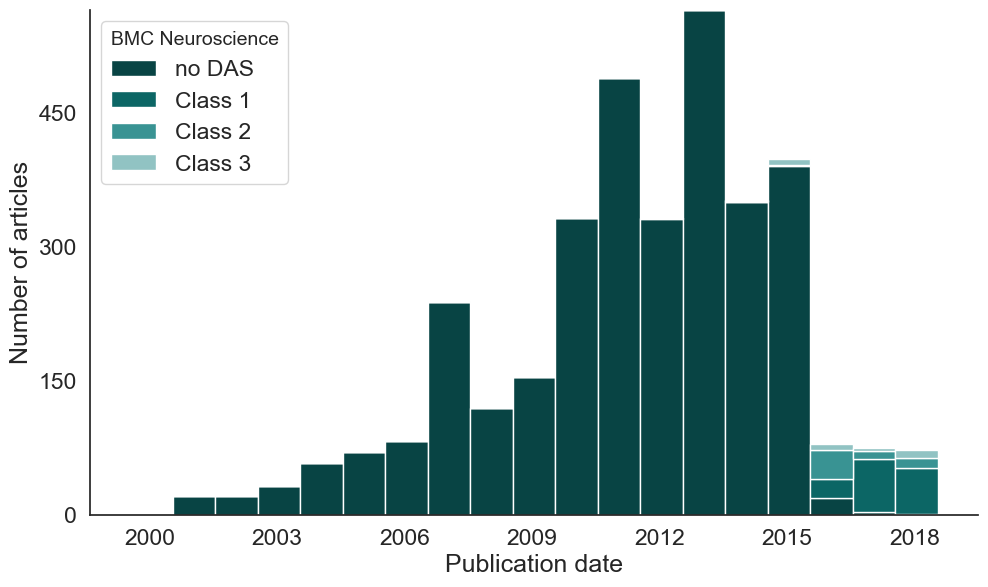 BMC Neuroscience
no DAS
Class 1
Class 2
Class 3
Number of articles
450
300
150
0
2000 2003 2006 2009 2012 2015 2018
Publication date